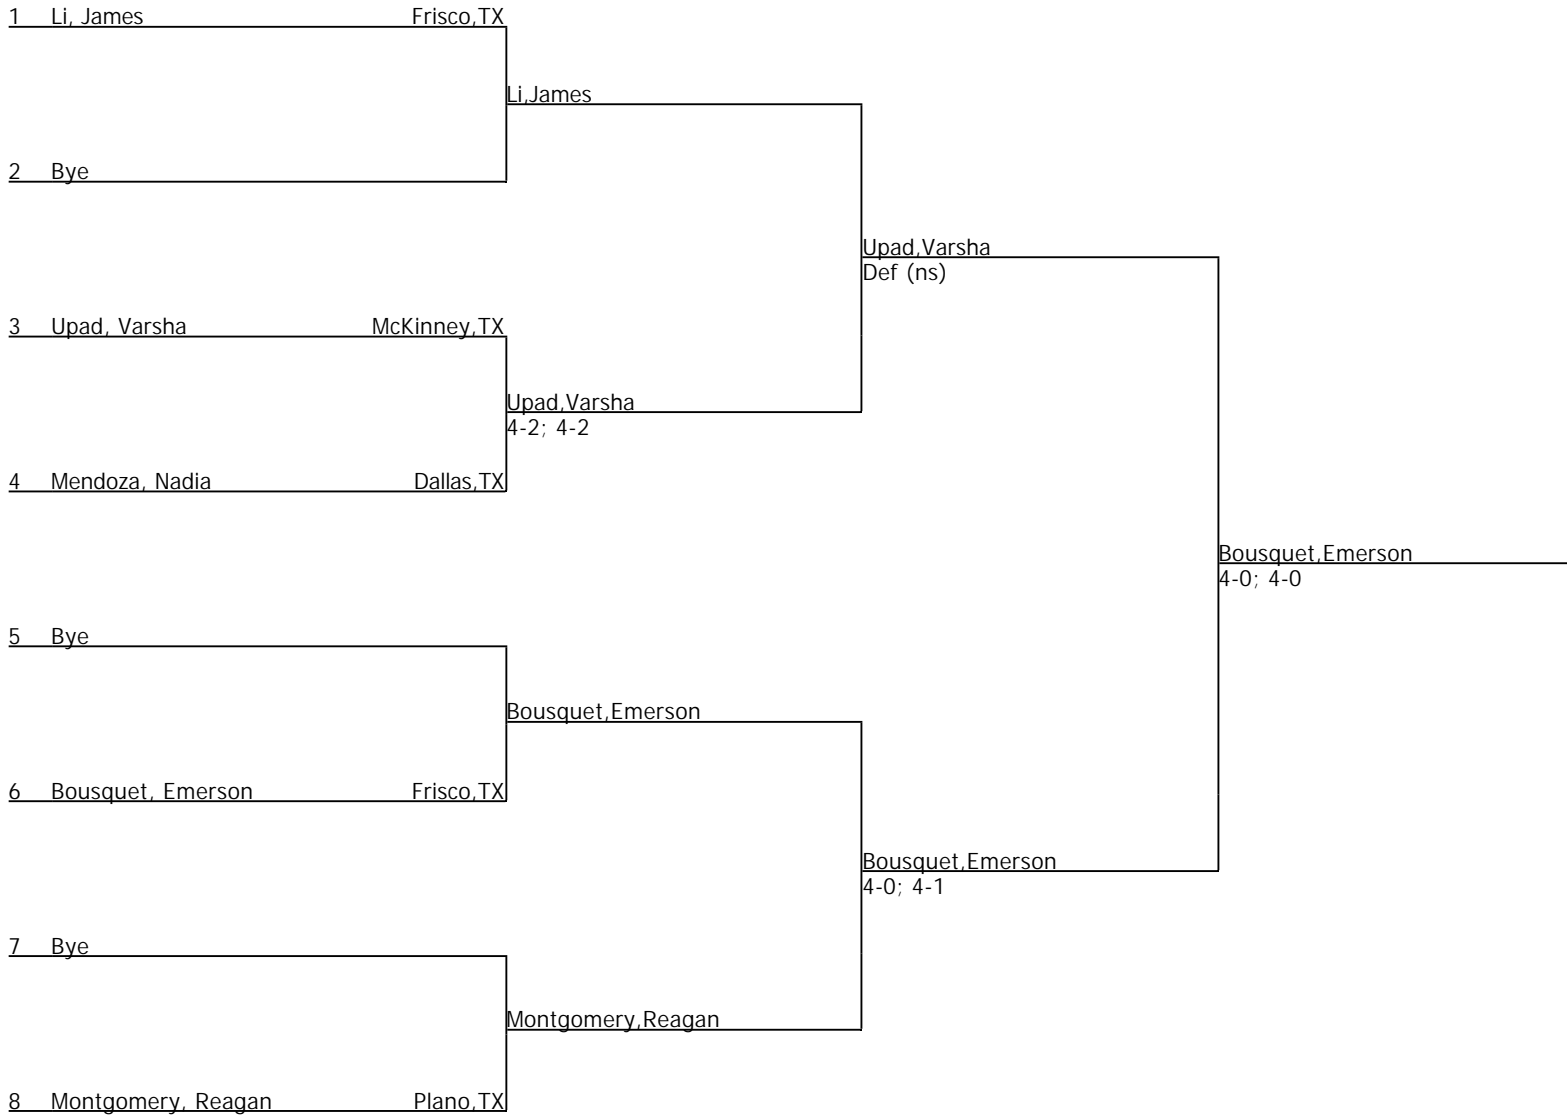 1 Li, James Frisco,TX
Li,James
2 Bye
Upad,Varsha
Def (ns)
3 Upad, Varsha McKinney,TX
Upad,Varsha
4-2; 4-2
4 Mendoza, Nadia Dallas,TX
Bousquet,Emerson
4-0; 4-0
5 Bye
Bousquet,Emerson
6 Bousquet, Emerson Frisco,TX
Bousquet,Emerson
4-0; 4-1
7 Bye
Montgomery,Reagan
8 Montgomery, Reagan Plano,TX